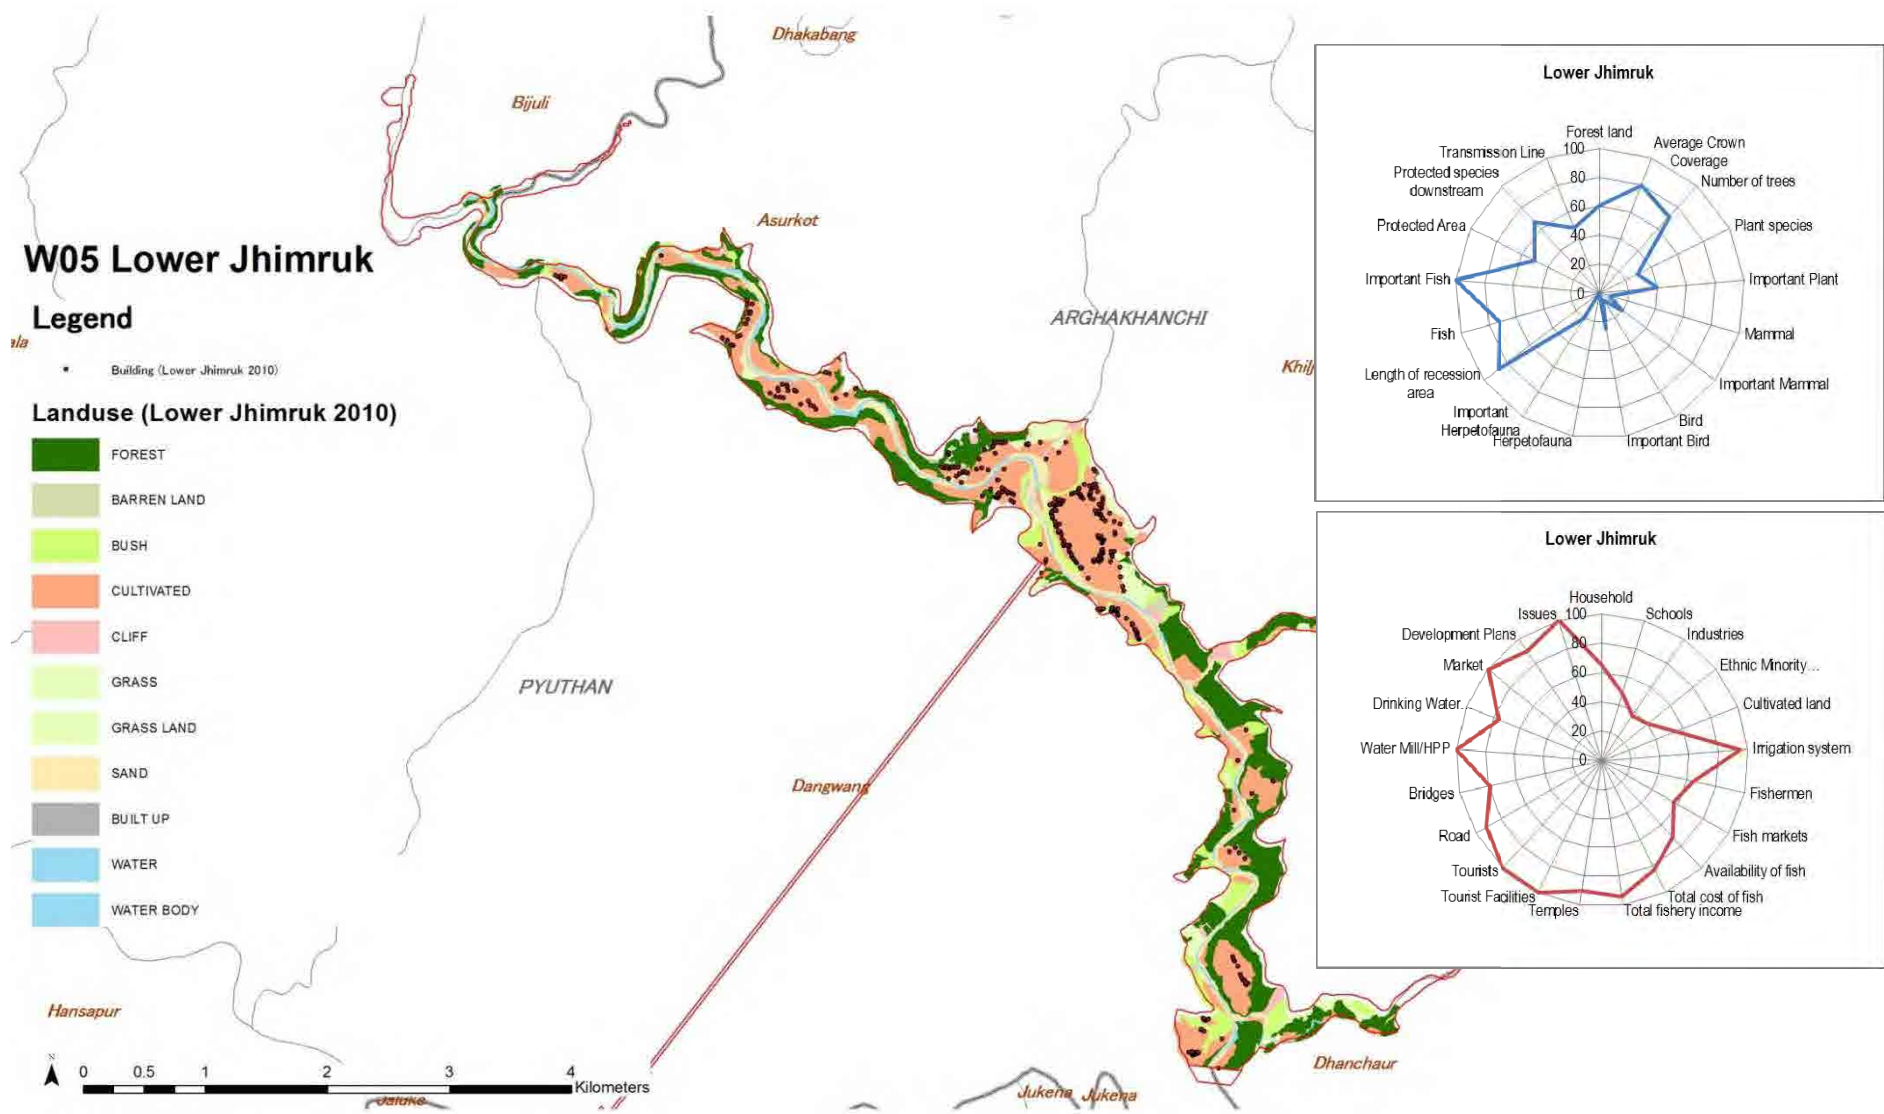 Dhakabang
Bijuli
Asurkot
W05 Lower Jhimruk
Legend
ala
Building (Lower Jhimruk 2010)
Landuse (Lower Jhimruk 2010)
FOREST
BARREN LAND
BUSH
CULTIVATED
CLIFF
GRASS
GRASS LAND
SAND
BUILT UP
WATER
WATER BODY
ARGHAKHANCHI
Khilj
PYUTHAN
Dangwang
Hansapur
Dhanchaur
Jukena Jukena
Jaluke
N
0 0.5 1 2 3 4
Kilometers
Lower Jhimruk
Forest land
Average Crown
Coverage
Number of trees
Plant species
Important Plant
Mammal
Important Mammal
Bird
Important Bird
Herpetofauna
Important
Herpetofauna
Length of recession
area
Fish
Important Fish
Protected Area
Protected species
downstream
Transmission Line
100
80
60
40
20
0
Lower Jhimruk
Household
Schools
Industries
Ethnic Minority...
Cultivated land
Irrigation system
Fishermen
Fish markets
Availability of fish
Total cost of fish
Total fishery income
Temples
Tourist Facilities
Tourists
Road
Bridges
Water Mill/HPP
Drinking Water..
Market
Development Plans
Issues
100
80
60
40
20
0